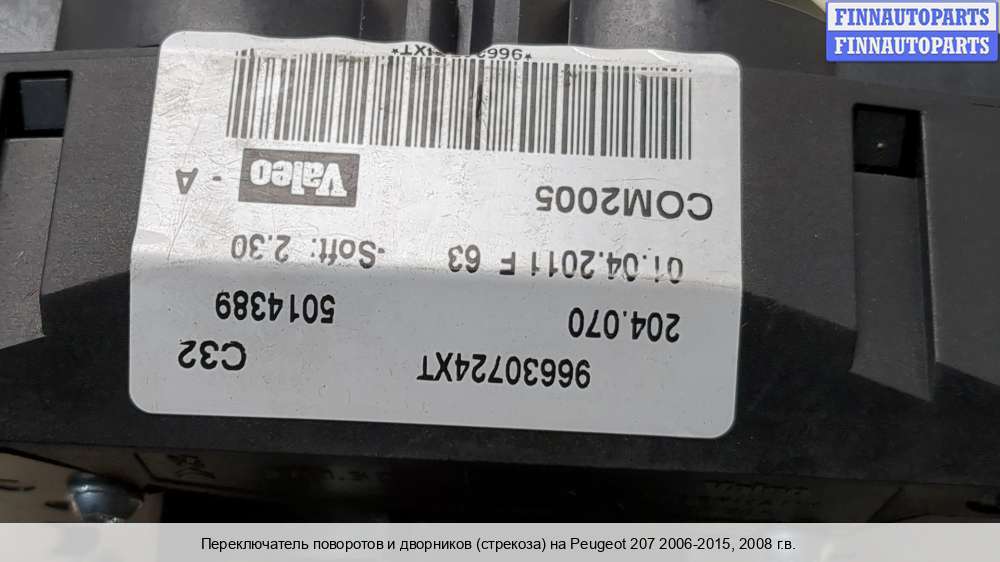 FINNAUTOPARTS
FINNAUTOPARTS
96630724XT C32
204.070 5014389
01.04.2011 F 63 -Soft: 2.30
COM2005 Valeo - A
Переключатель поворотов и дворников (стрекоза) на Peugeot 207 2006-2015, 2008 г.в.